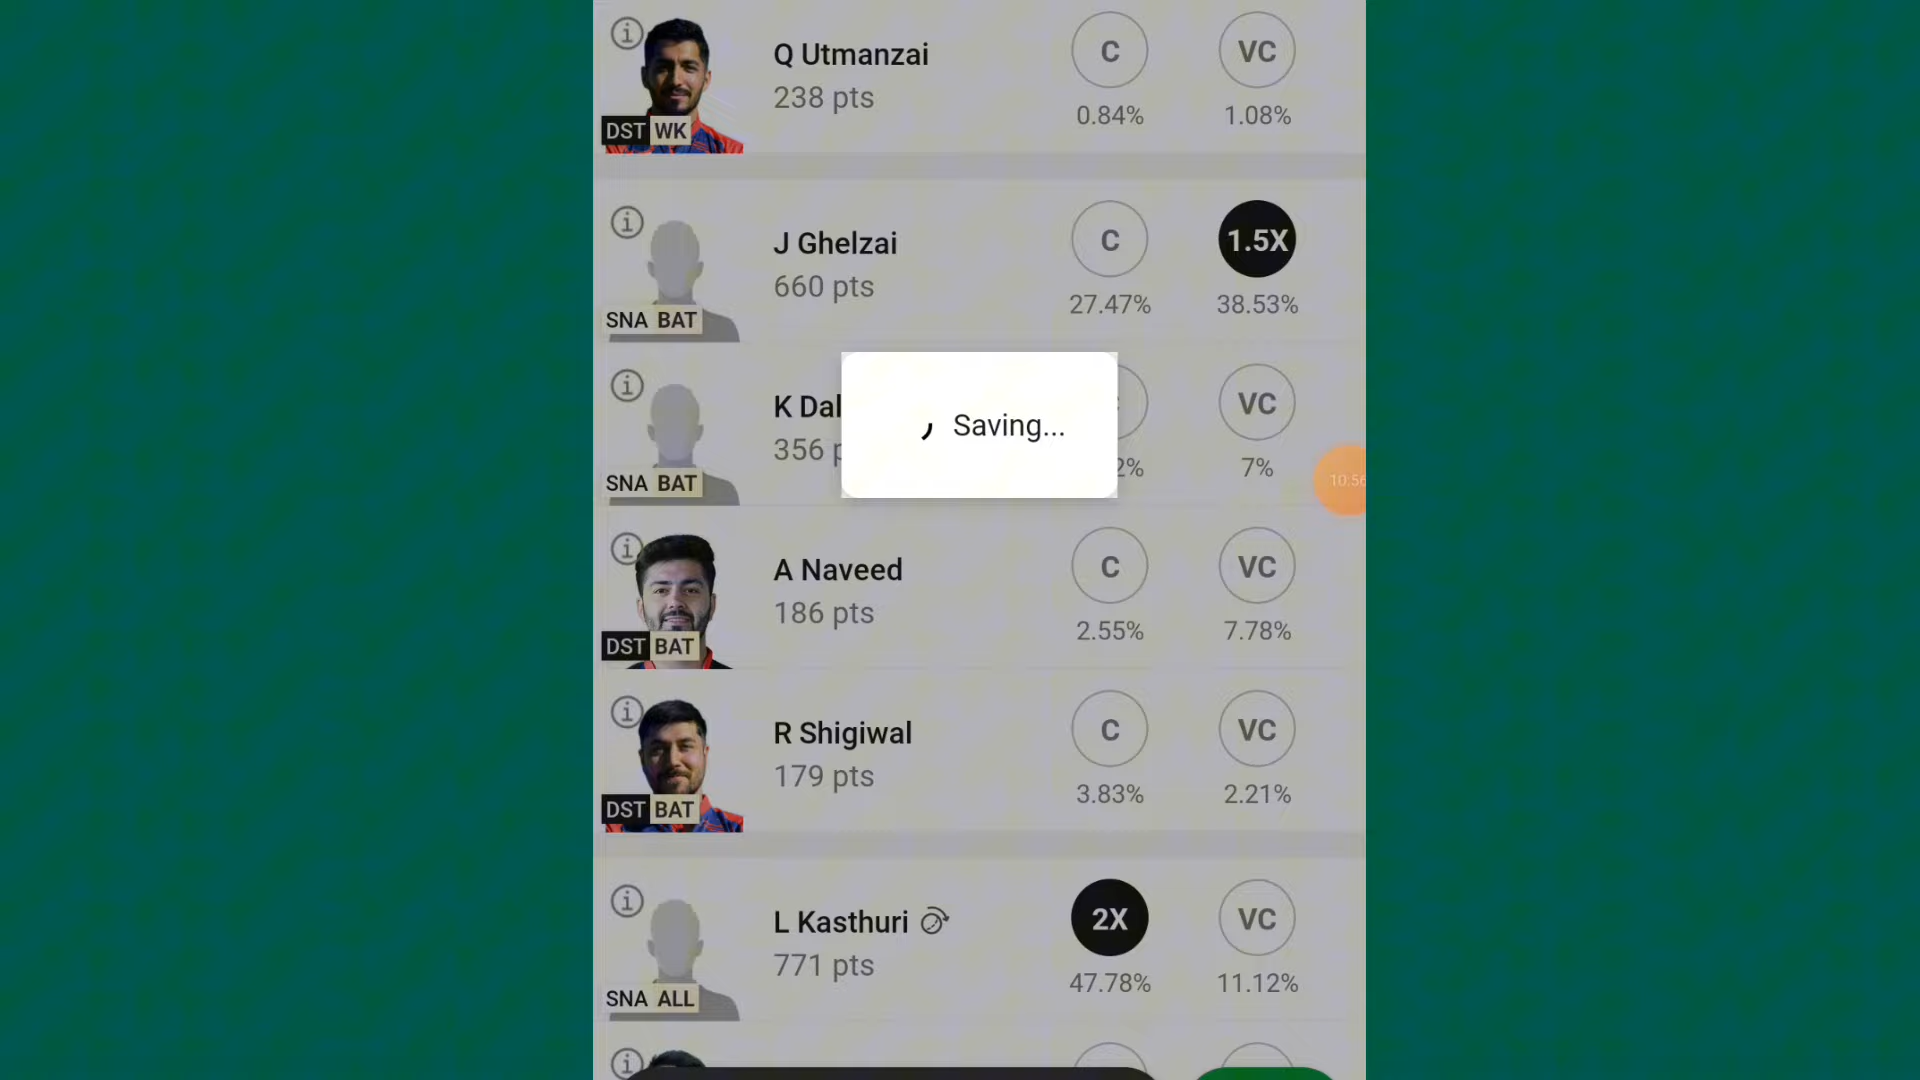 Q Utmanzai
238 pts
DST WK
C
0.84%
VC
1.08%
J Ghelzai
660 pts
SNA BAT
C
27.47%
1.5X
38.53%
K Dal
356 p
SNA BAT
2%
VC
7%
Saving...
10:56
A Naveed
186 pts
DST BAT
C
2.55%
VC
7.78%
R Shigiwal
179 pts
DST BAT
C
3.83%
VC
2.21%
L Kasthuri
771 pts
SNA ALL
2X
47.78%
VC
11.12%